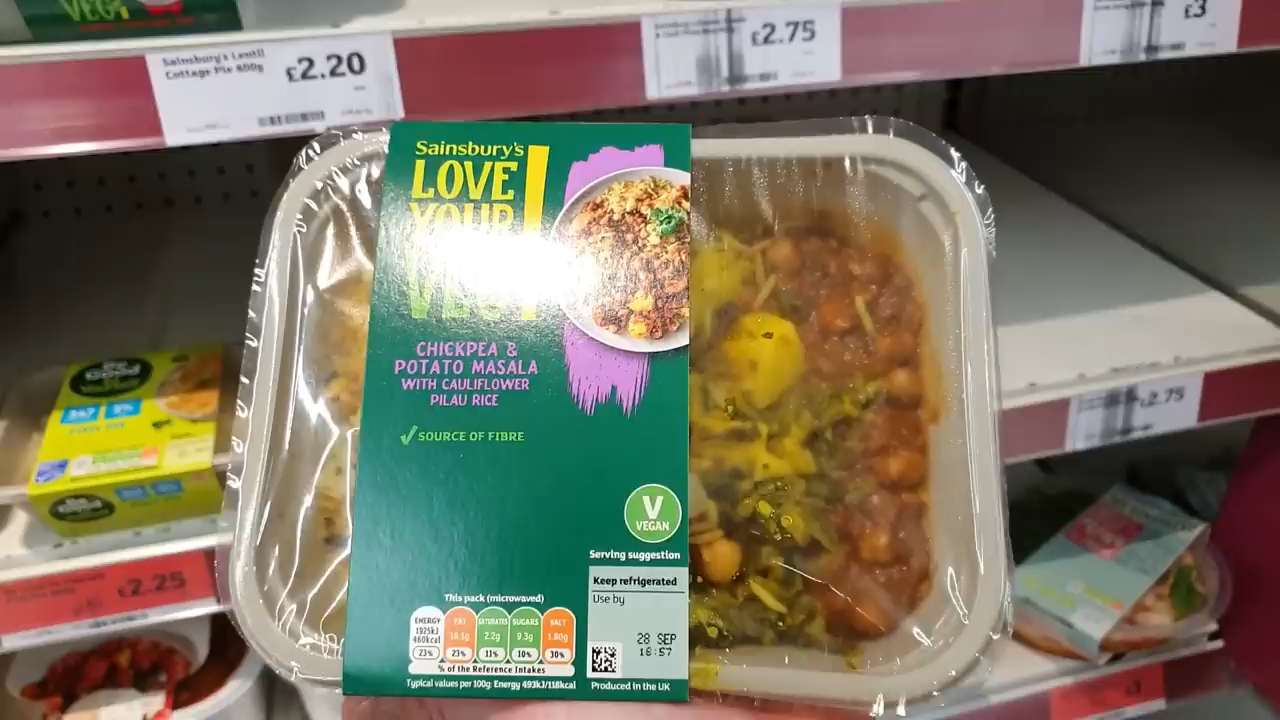 VEG!
Sainsbury's Lentil
Cottage Pie 400g
£2.20
£2.75
£3
Sainsbury's
LOVE
YOUR
VEG!
CHICKPEA &
POTATO MASALA
WITH CAULIFLOWER
PILAU RICE
SOURCE OF FIBRE
V
VEGAN
Serving suggestion
Keep refrigerated
Use by
28 SEP
18:57
Produced in the UK
This pack (microwaved)
ENERGY FAT SATURATES SUGARS SALT
1925kJ
460kcal 2.2g 9.3g 1.80g
23% 23% 11% 10% 30%
% of the Reference Intakes
Typical values per 100g: Energy 493kJ/118kcal
£2.75
£2.25